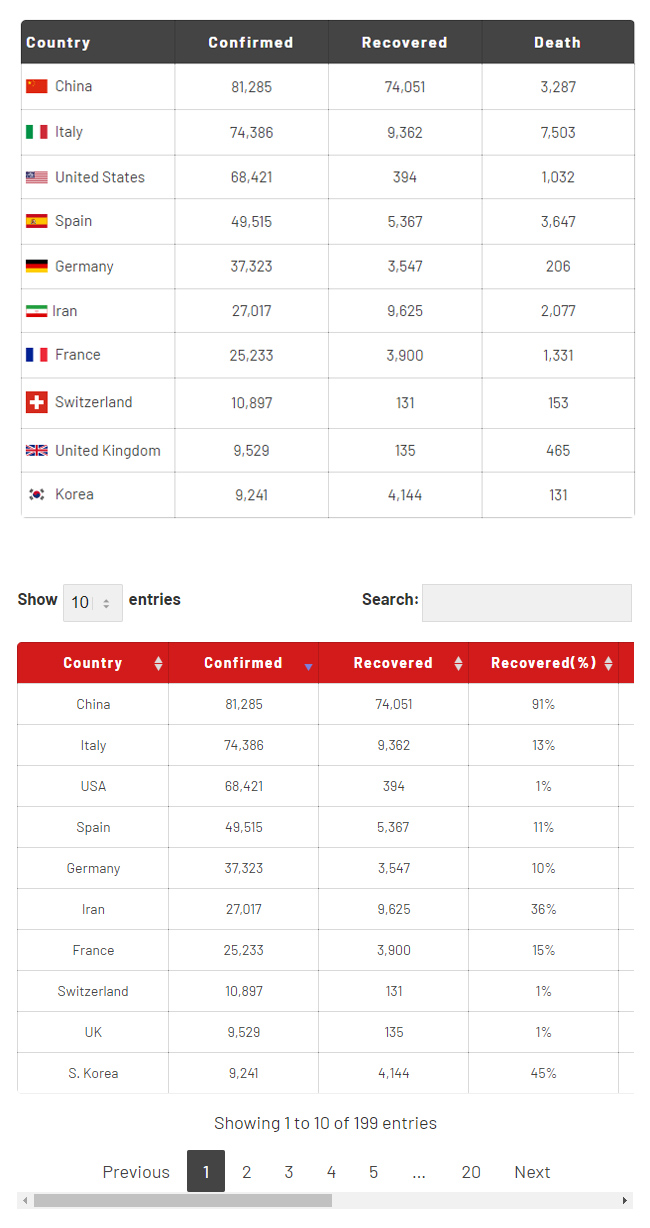 Country Confirmed Recovered Death
China 81,285 74,051 3,287
Italy 74,386 9,362 7,503
United States 68,421 394 1,032
Spain 49,515 5,367 3,647
Germany 37,323 3,547 206
Iran 27,017 9,625 2,077
France 25,233 3,900 1,331
Switzerland 10,897 131 153
United Kingdom 9,529 135 465
Korea 9,241 4,144 131
Show 10 entries Search:
Country Confirmed Recovered Recovered(%)
China 81,285 74,051 91%
Italy 74,386 9,362 13%
USA 68,421 394 1%
Spain 49,515 5,367 11%
Germany 37,323 3,547 10%
Iran 27,017 9,625 36%
France 25,233 3,900 15%
Switzerland 10,897 131 1%
UK 9,529 135 1%
S. Korea 9,241 4,144 45%
Showing 1 to 10 of 199 entries
Previous 1 2 3 4 5 ... 20 Next